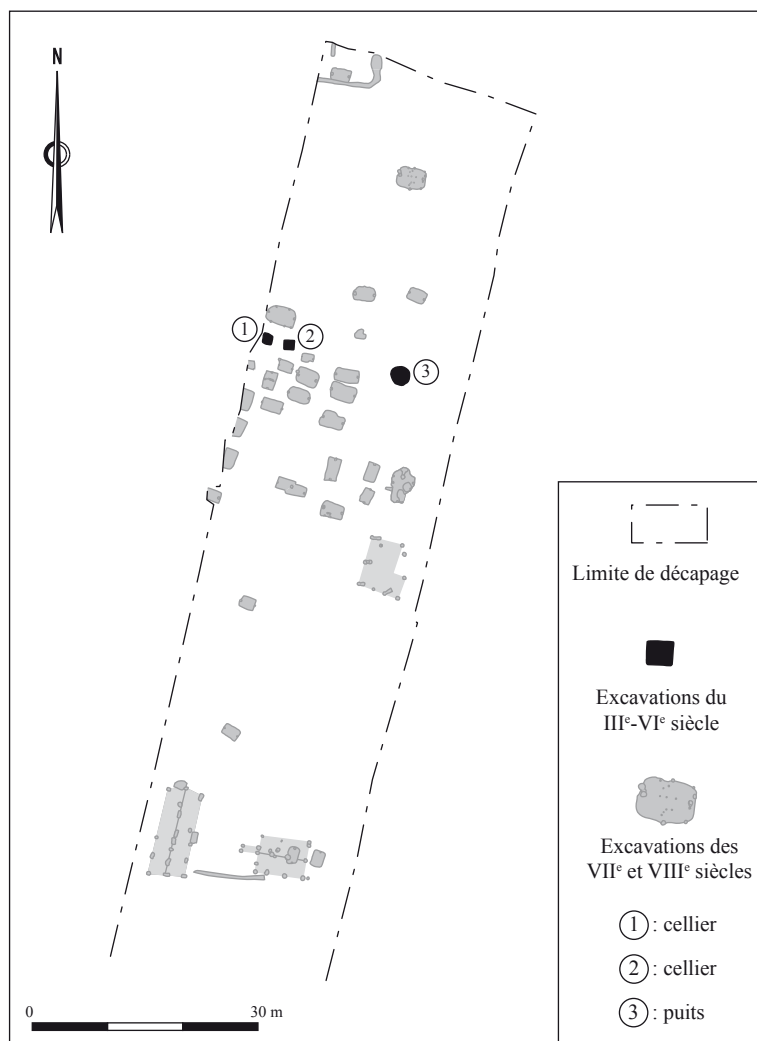 N
1
2
3
Limite de décapage
Excavations du
IIIe-VIe siècle
Excavations des
VIIe et VIIIe siècles
1 : cellier
2 : cellier
3 : puits
0
30 m